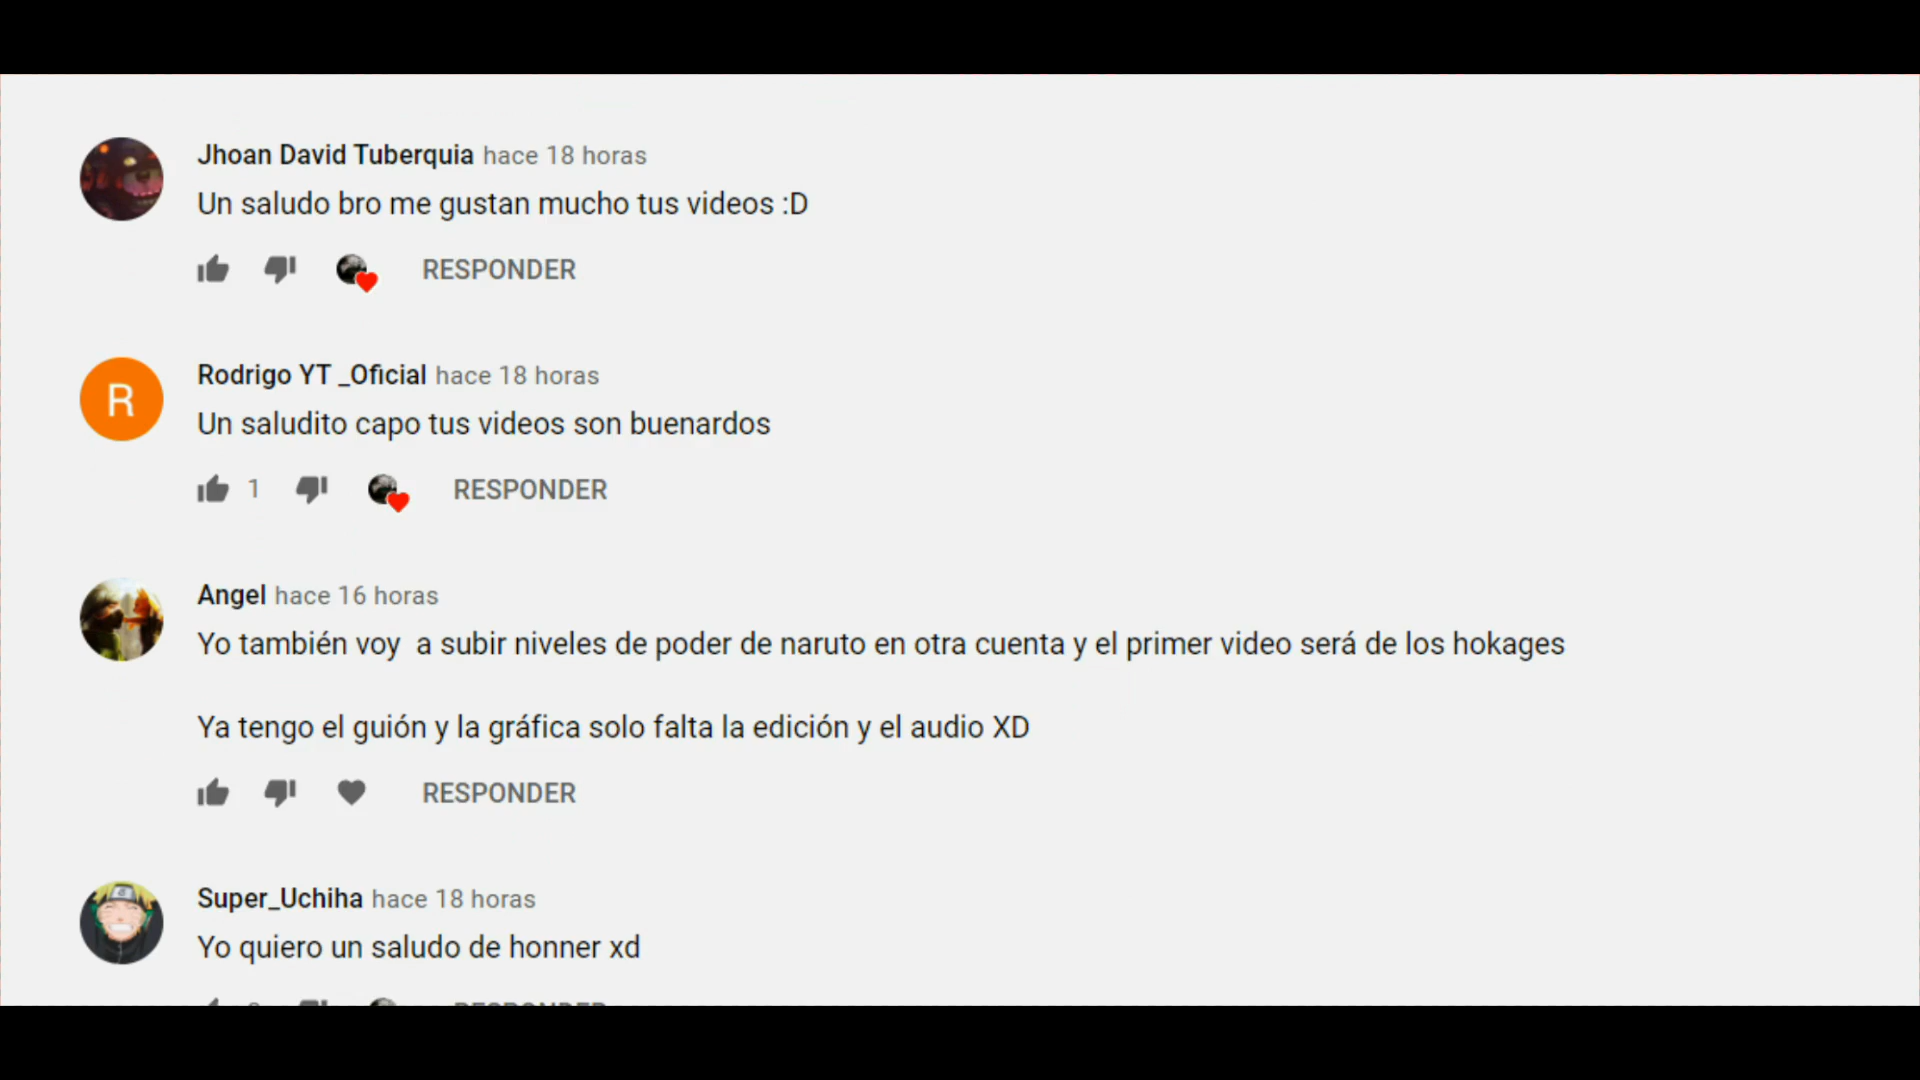 Jhoan David Tuberquia hace 18 horas
Un saludo bro me gustan mucho tus videos :D
RESPONDER
R
Rodrigo YT _Oficial hace 18 horas
Un saludito capo tus videos son buenardos
1 RESPONDER
Angel hace 16 horas
Yo también voy  a subir niveles de poder de naruto en otra cuenta y el primer video será de los hokages
Ya tengo el guión y la gráfica solo falta la edición y el audio XD
RESPONDER
Super_Uchiha hace 18 horas
Yo quiero un saludo de honner xd
RESPONDER